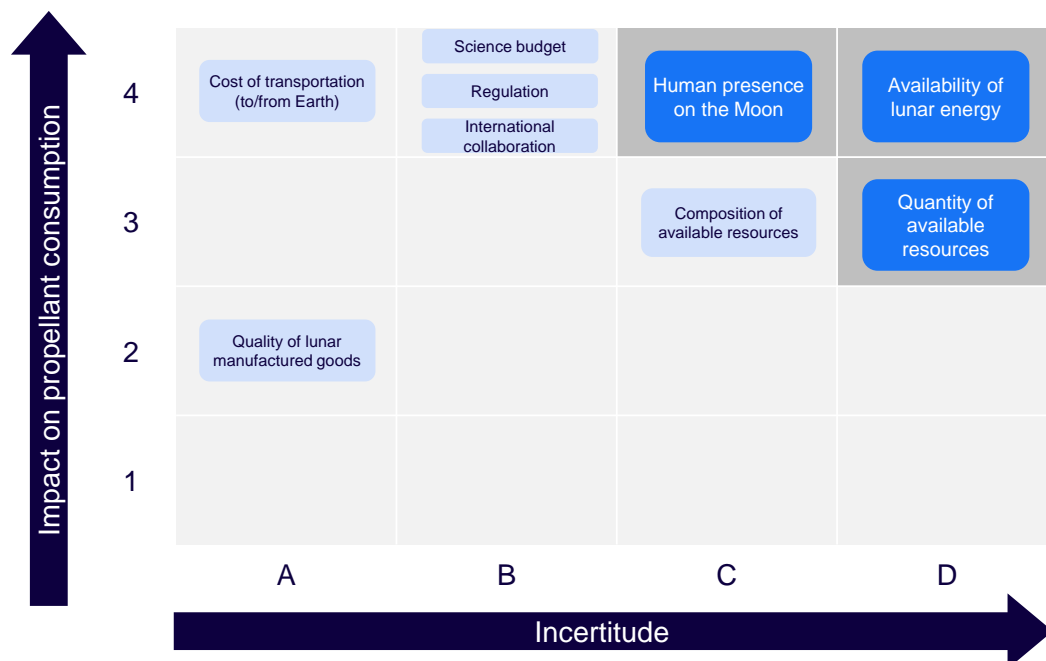 Impact on propellant consumption
4
Cost of transportation
(to/from Earth)
Science budget
Regulation
International
collaboration
Human presence
on the Moon
Availability of
lunar energy
3
Composition of
available resources
Quantity of
available
resources
2
Quality of lunar
manufactured goods
1
A
B
C
D
Incertitude